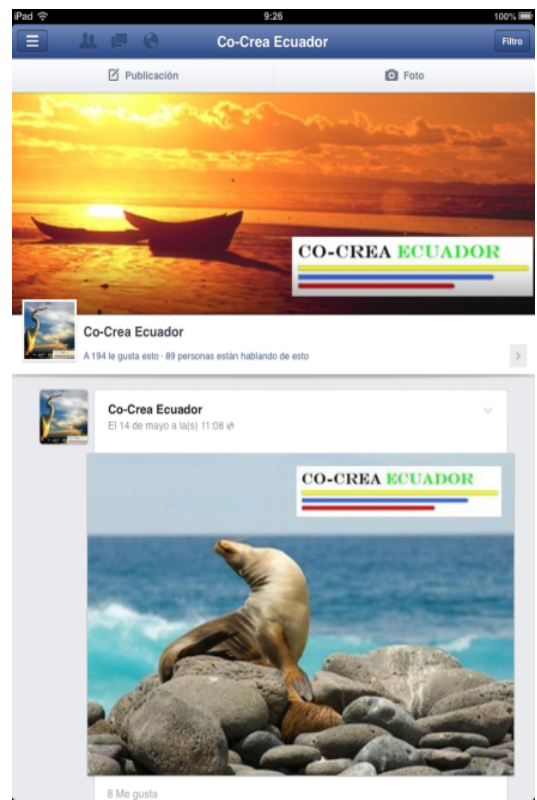 iPad 9:26 100%
Co-Crea Ecuador Filtro
Publicación Foto
CO-CREA ECUADOR
Co-Crea Ecuador
A 194 le gusta esto · 89 personas están hablando de esto
Co-Crea Ecuador
El 14 de mayo a la(s) 11:08
CO-CREA ECUADOR
8 Me gusta